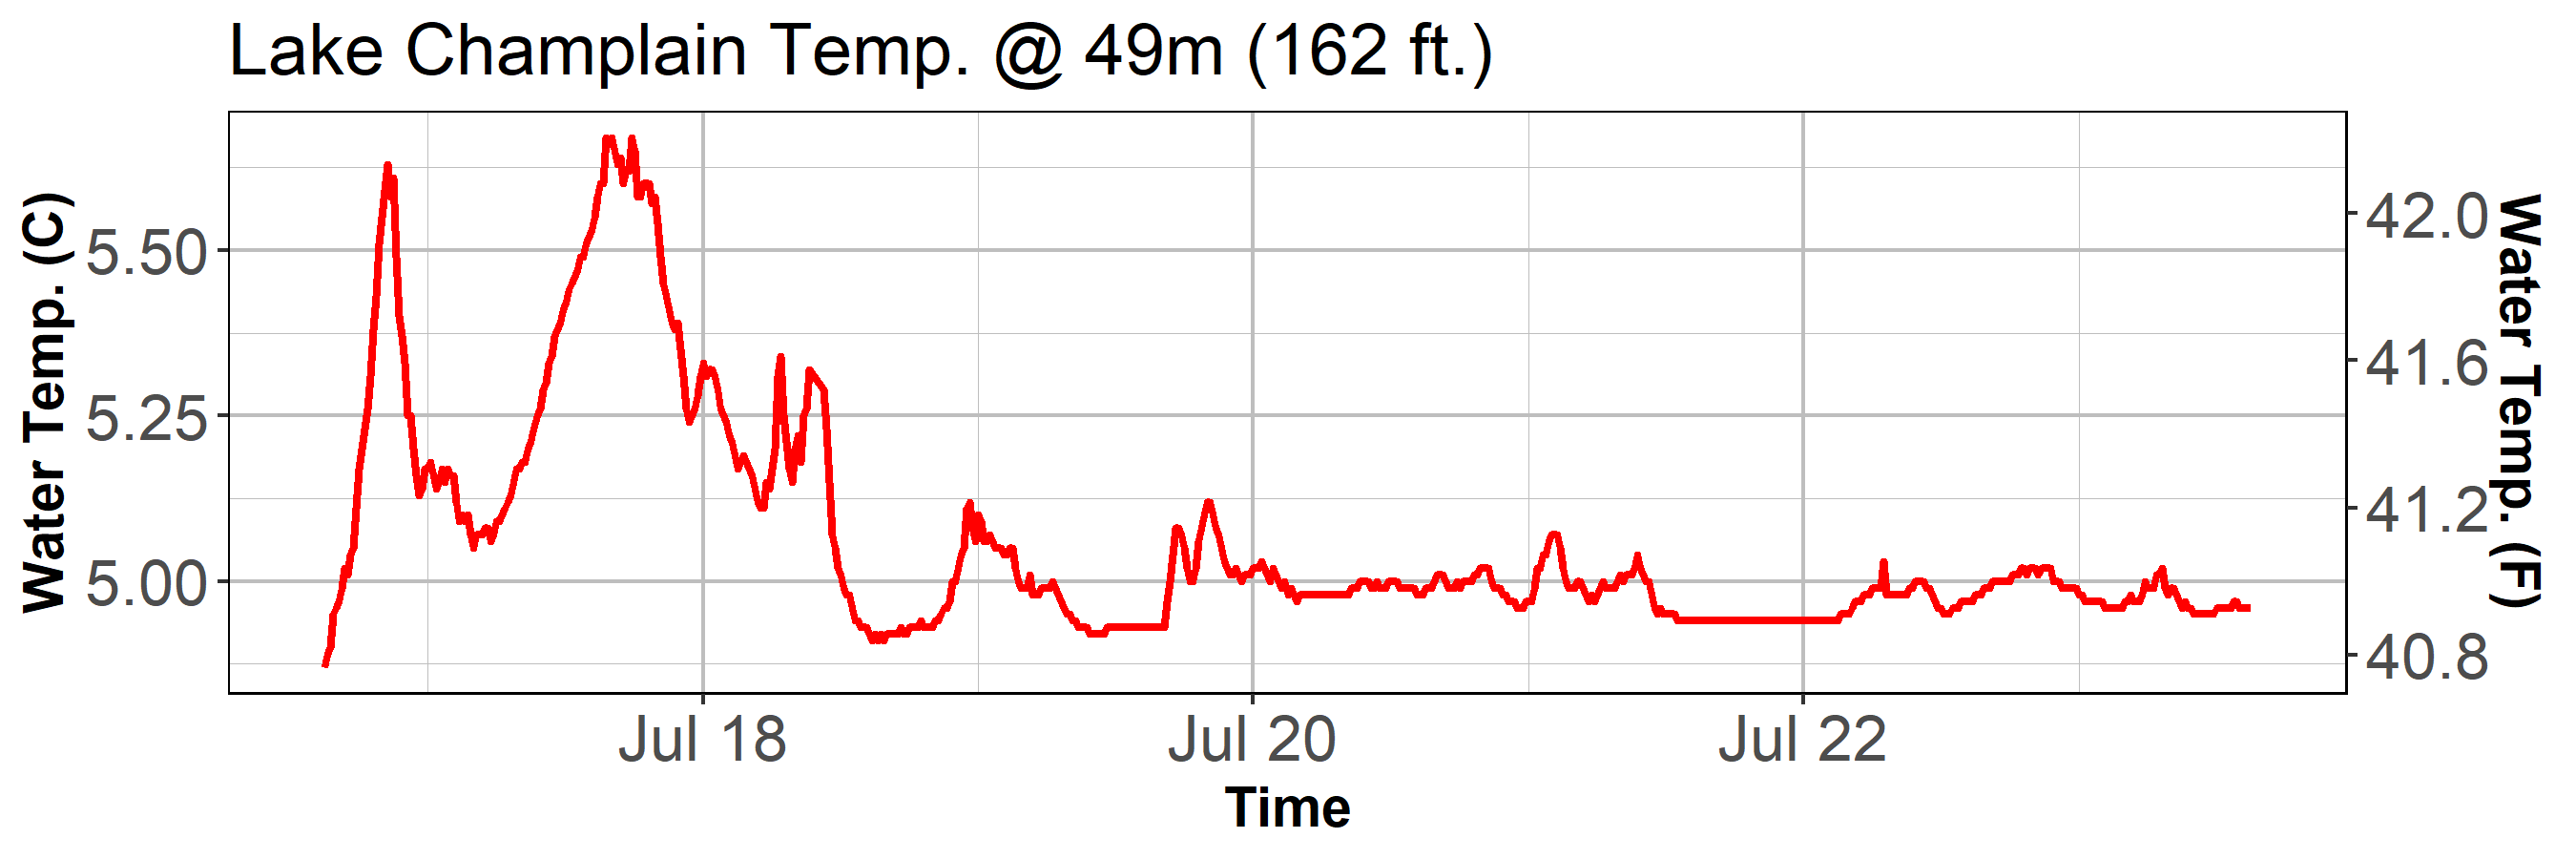 Lake Champlain Temp. @ 49m (162 ft.)
Water Temp. (C)
5.50
5.25
5.00
42.0
41.6
41.2
40.8
Water Temp. (F)
Jul 18
Jul 20
Jul 22
Time